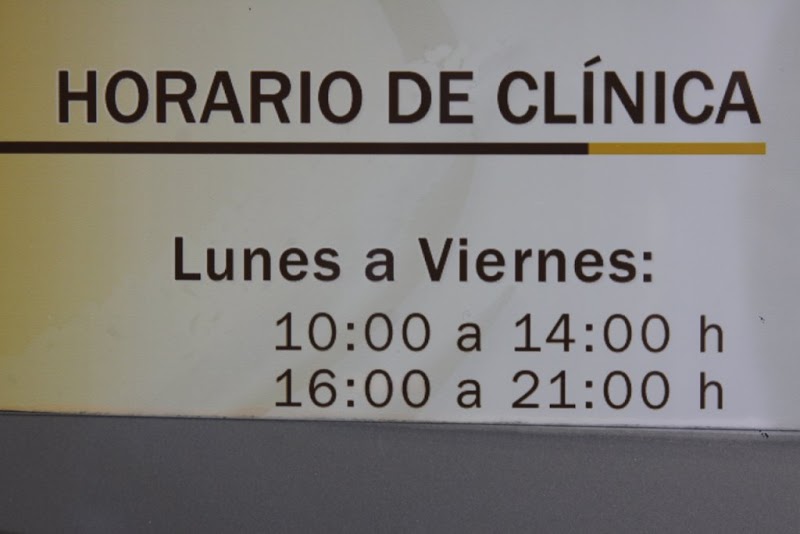 HORARIO DE CLÍNICA
Lunes a Viernes:
10:00 a 14:00 h
16:00 a 21:00 h